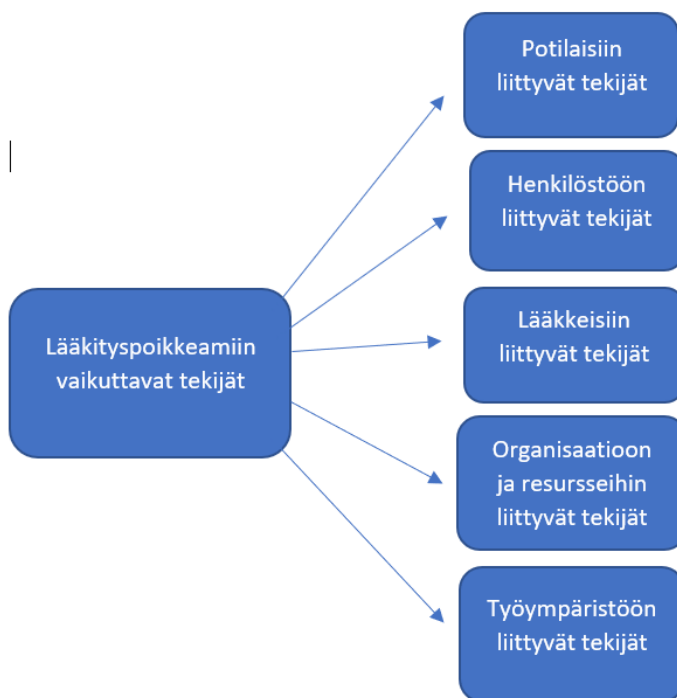 Potilaisiin
liittyvät tekijät
Henkilöstöön
liittyvät tekijät
Lääkityspoikkeamiin
vaikuttavat tekijät
Lääkkeisiin
liittyvät tekijät
Organisaatioon
ja resursseihin
liittyvät tekijät
Työympäristöön
liittyvät tekijät